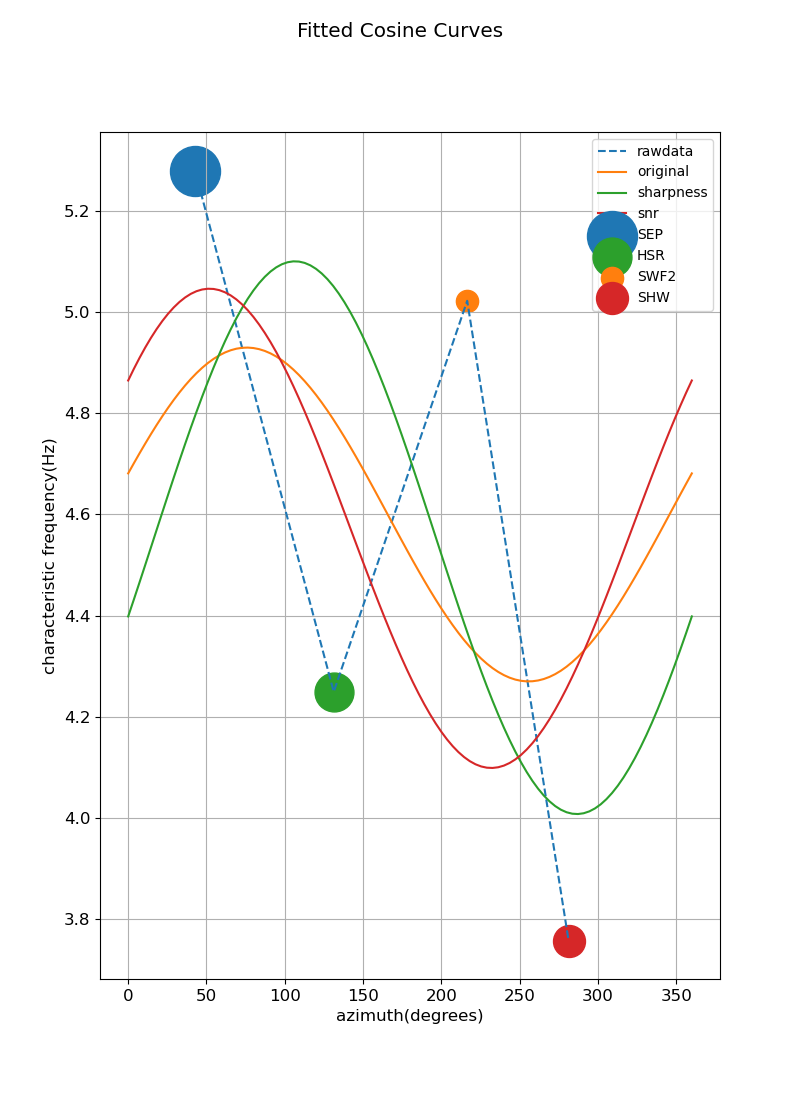 Fitted Cosine Curves
rawdata
original
sharpness
snr
SEP
HSR
SWF2
SHW
characteristic frequency(Hz)
5.2
5.0
4.8
4.6
4.4
4.2
4.0
3.8
0 50 100 150 200 250 300 350
azimuth(degrees)